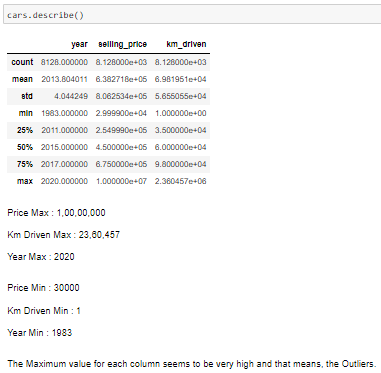 cars.describe()
year selling_price km_driven
count 8128.000000 8.128000e+03 8.128000e+03
mean 2013.804011 6.382718e+05 6.981951e+04
std 4.044249 8.062534e+05 5.655055e+04
min 1983.000000 2.999900e+04 1.000000e+00
25% 2011.000000 2.549990e+05 3.500000e+04
50% 2015.000000 4.500000e+05 6.000000e+04
75% 2017.000000 6.750000e+05 9.800000e+04
max 2020.000000 1.000000e+07 2.360457e+06
Price Max : 1,00,00,000
Km Driven Max : 23,60,457
Year Max : 2020
Price Min : 30000
Km Driven Min : 1
Year Min : 1983
The Maximum value for each column seems to be very high and that means, the Outliers.